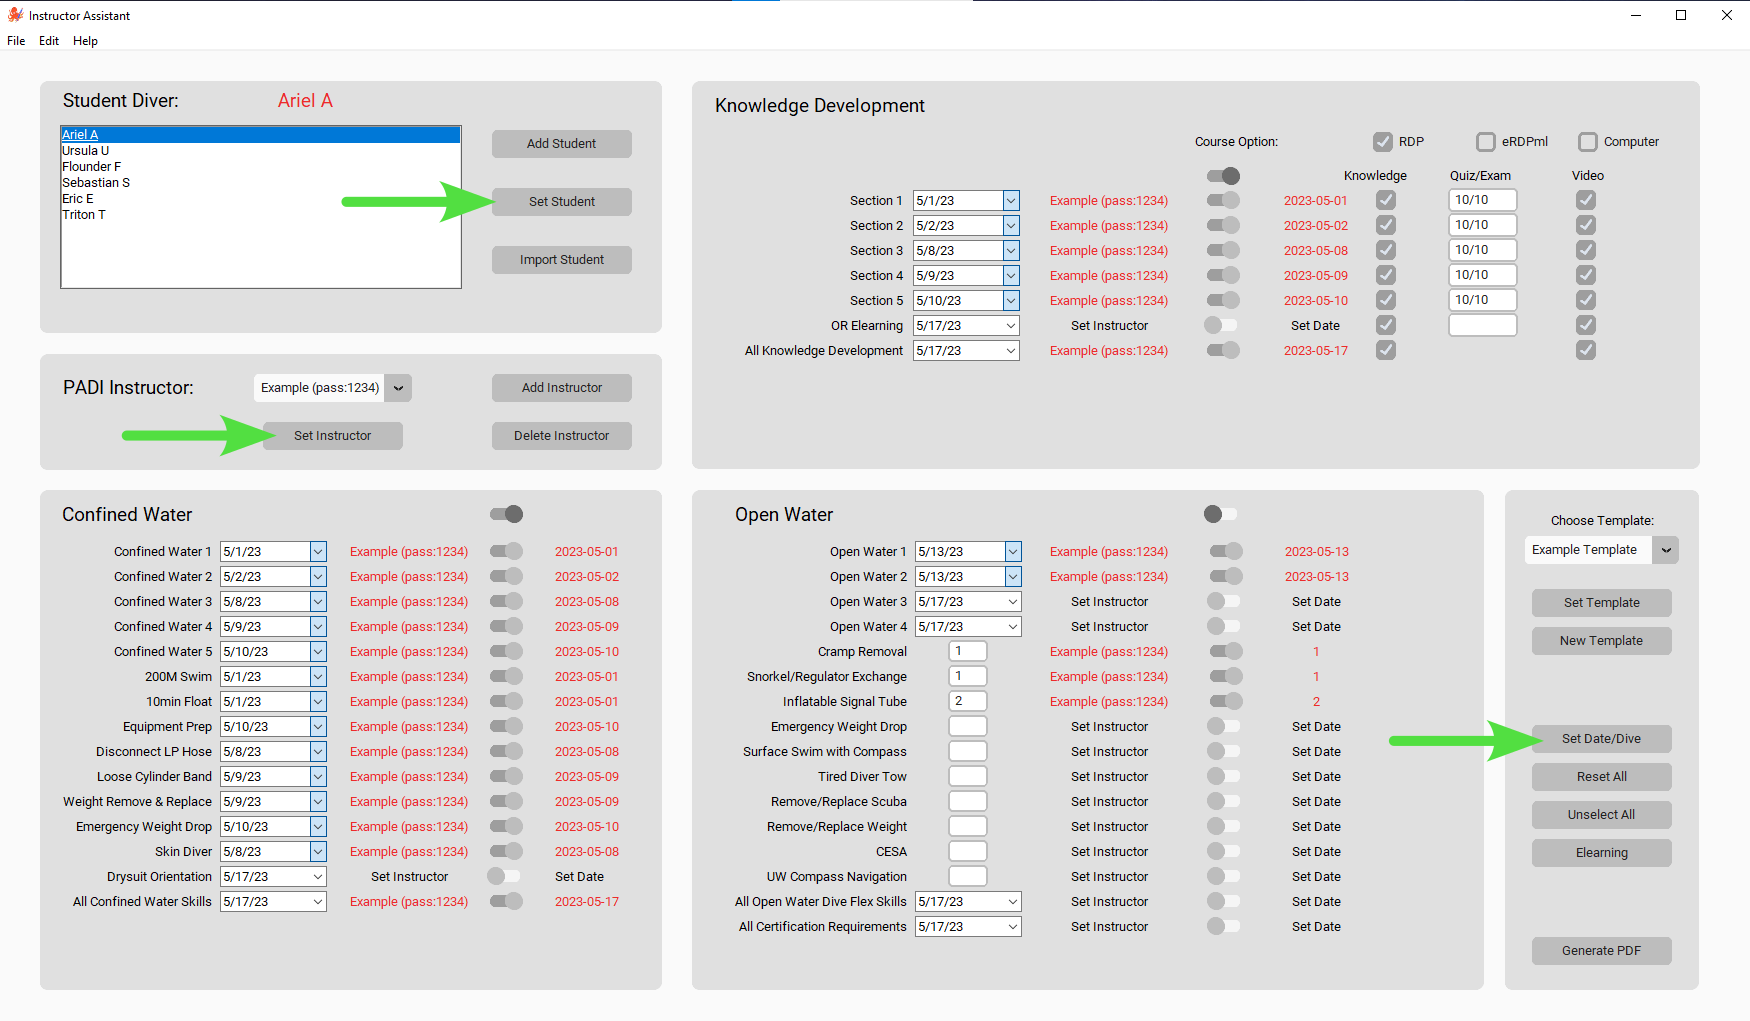 Instructor Assistant
File Edit Help
Student Diver: Ariel A
Ariel A
Ursula U
Flounder F
Sebastian S
Eric E
Triton T
Add Student
Set Student
Import Student
PADI Instructor: Example (pass:1234) Add Instructor
Set Instructor Delete Instructor
Knowledge Development
Course Option: RDP eRDPml Computer
Knowledge Quiz/Exam Video
Section 1 5/1/23 Example (pass:1234) 2023-05-01 10/10
Section 2 5/2/23 Example (pass:1234) 2023-05-02 10/10
Section 3 5/8/23 Example (pass:1234) 2023-05-08 10/10
Section 4 5/9/23 Example (pass:1234) 2023-05-09 10/10
Section 5 5/10/23 Example (pass:1234) 2023-05-10 10/10
OR Elearning 5/17/23 Set Instructor Set Date
All Knowledge Development 5/17/23 Example (pass:1234) 2023-05-17
Confined Water
Confined Water 1 5/1/23 Example (pass:1234) 2023-05-01
Confined Water 2 5/2/23 Example (pass:1234) 2023-05-02
Confined Water 3 5/8/23 Example (pass:1234) 2023-05-08
Confined Water 4 5/9/23 Example (pass:1234) 2023-05-09
Confined Water 5 5/10/23 Example (pass:1234) 2023-05-10
200M Swim 5/1/23 Example (pass:1234) 2023-05-01
10min Float 5/1/23 Example (pass:1234) 2023-05-01
Equipment Prep 5/10/23 Example (pass:1234) 2023-05-10
Disconnect LP Hose 5/8/23 Example (pass:1234) 2023-05-08
Loose Cylinder Band 5/9/23 Example (pass:1234) 2023-05-09
Weight Remove & Replace 5/9/23 Example (pass:1234) 2023-05-09
Emergency Weight Drop 5/10/23 Example (pass:1234) 2023-05-10
Skin Diver 5/8/23 Example (pass:1234) 2023-05-08
Drysuit Orientation 5/17/23 Set Instructor Set Date
All Confined Water Skills 5/17/23 Example (pass:1234) 2023-05-17
Open Water
Open Water 1 5/13/23 Example (pass:1234) 2023-05-13
Open Water 2 5/13/23 Example (pass:1234) 2023-05-13
Open Water 3 5/17/23 Set Instructor Set Date
Open Water 4 5/17/23 Set Instructor Set Date
Cramp Removal 1 Example (pass:1234) 1
Snorkel/Regulator Exchange 1 Example (pass:1234) 1
Inflatable Signal Tube 2 Example (pass:1234) 2
Emergency Weight Drop Set Instructor Set Date
Surface Swim with Compass Set Instructor Set Date
Tired Diver Tow Set Instructor Set Date
Remove/Replace Scuba Set Instructor Set Date
Remove/Replace Weight Set Instructor Set Date
CESA Set Instructor Set Date
UW Compass Navigation Set Instructor Set Date
All Open Water Dive Flex Skills 5/17/23 Set Instructor Set Date
All Certification Requirements 5/17/23 Set Instructor Set Date
Choose Template:
Example Template
Set Template
New Template
Set Date/Dive
Reset All
Unselect All
Elearning
Generate PDF